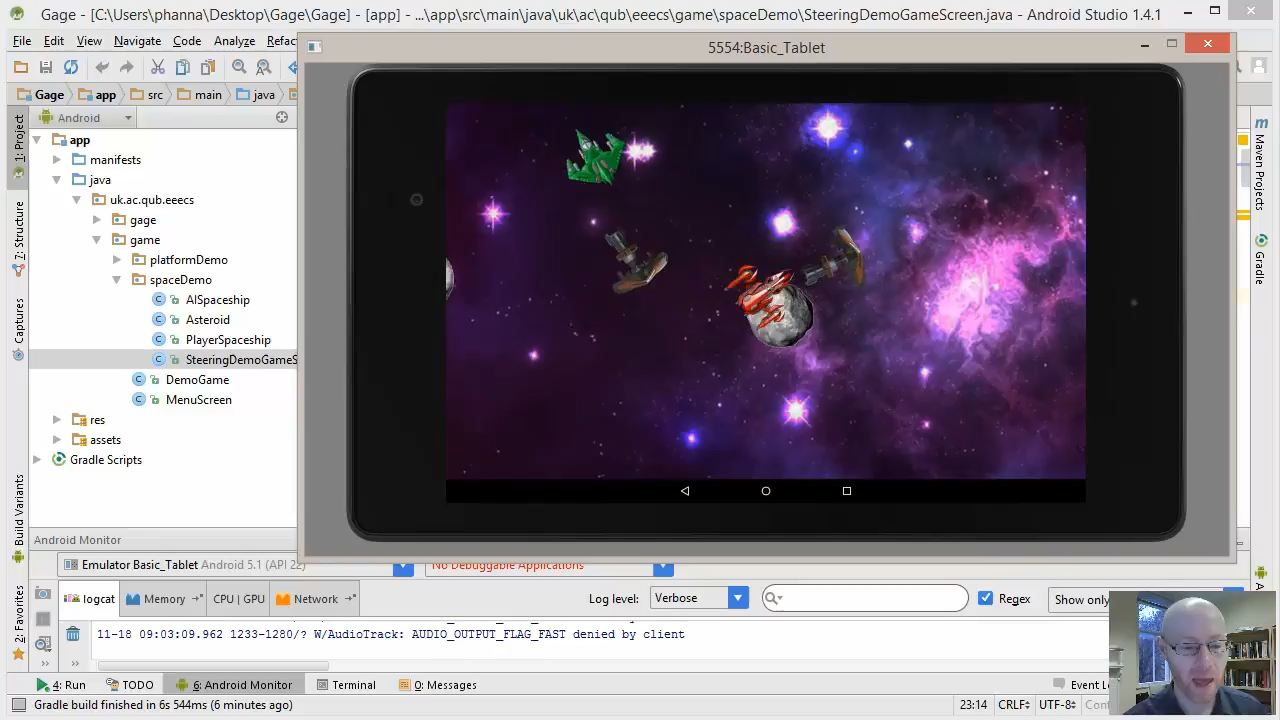 [C:\Users\phanna\Desktop\Gage\Gage] - [app] - ...\app\src\main\java\uk\ac\qub\eeecs\game\spaceDemo\SteeringDemoGameScreen.java - Android Studio 1.4.1
File Edit View Navigate Code Analyze Refac
5554:Basic_Tablet
Gage app src main java
Android
app
manifests
java
uk.ac.qub.eeecs
gage
game
platformDemo
spaceDemo
AISpaceship
Asteroid
PlayerSpaceship
SteeringDemoGameS
DemoGame
MenuScreen
res
assets
Gradle Scripts
1: Project
7: Structure
Captures
Build Variants
2: Favorites
Maven Projects
Gradle
Android Monitor
Emulator Basic_Tablet Android 5.1 (API 22) No Debuggable Applications
logcat Memory CPU | GPU Network Log level: Verbose Regex Show only
11-18 09:03:09.962 1233-1280/? W/AudioTrack: AUDIO_OUTPUT_FLAG_FAST denied by client
4: Run TODO 6: Android Monitor Terminal 0: Messages Event Lo
Gradle build finished in 6s 544ms (6 minutes ago) 23:14 CRLF UTF-8 Cont